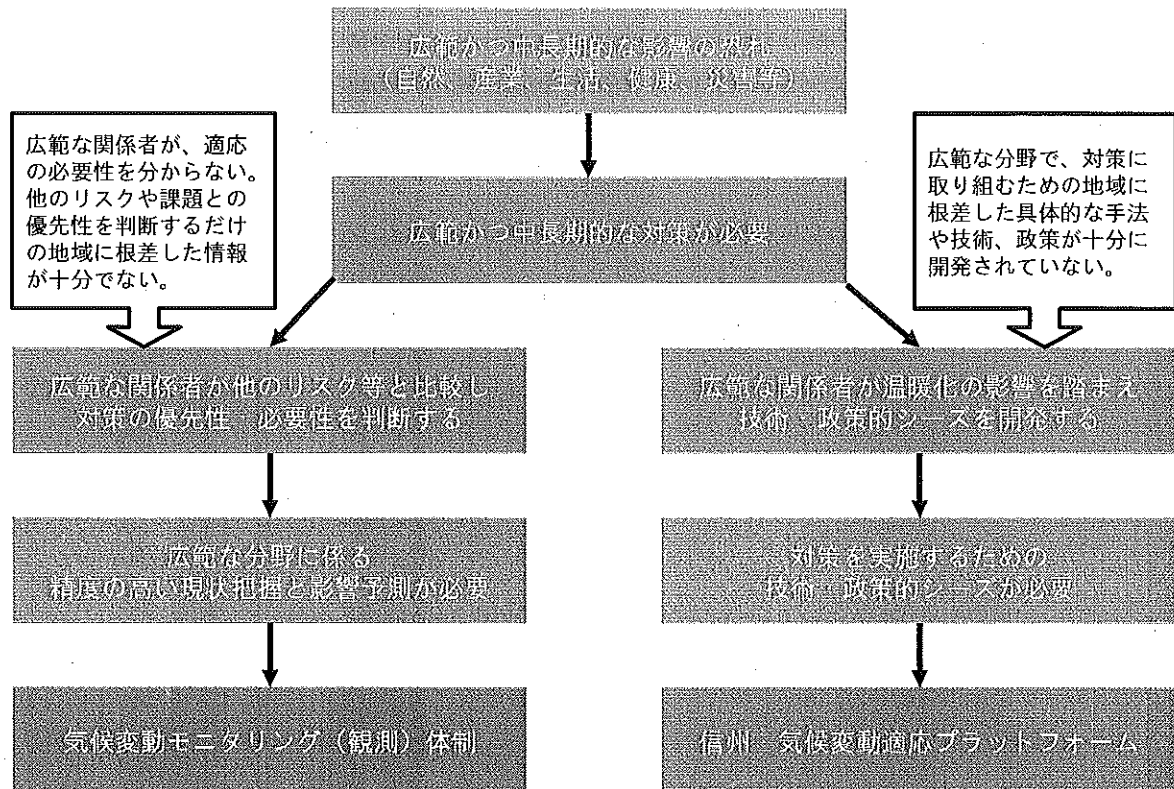 広範かつ中長期的な影響の恐れ
（自然、産業、生活、健康、災害等）
広範な関係者が、適応
の必要性を分からない。
他のリスクや課題との
優先性を判断するだけ
の地域に根差した情報
が十分でない。
広範な分野で、対策に
取り組むための地域に
根差した具体的な手法
や技術、政策が十分に
開発されていない。
広範かつ中長期的な対策が必要
広範な関係者が他のリスク等と比較し
対策の優先性・必要性を判断する
広範な関係者が温暖化の影響を踏まえ
技術・政策的シーズを開発する
広範な分野に係る
精度の高い現状把握と影響予測が必要
対策を実施するための
技術・政策的シーズが必要
気候変動モニタリング（観測）体制
信州・気候変動適応プラットフォーム